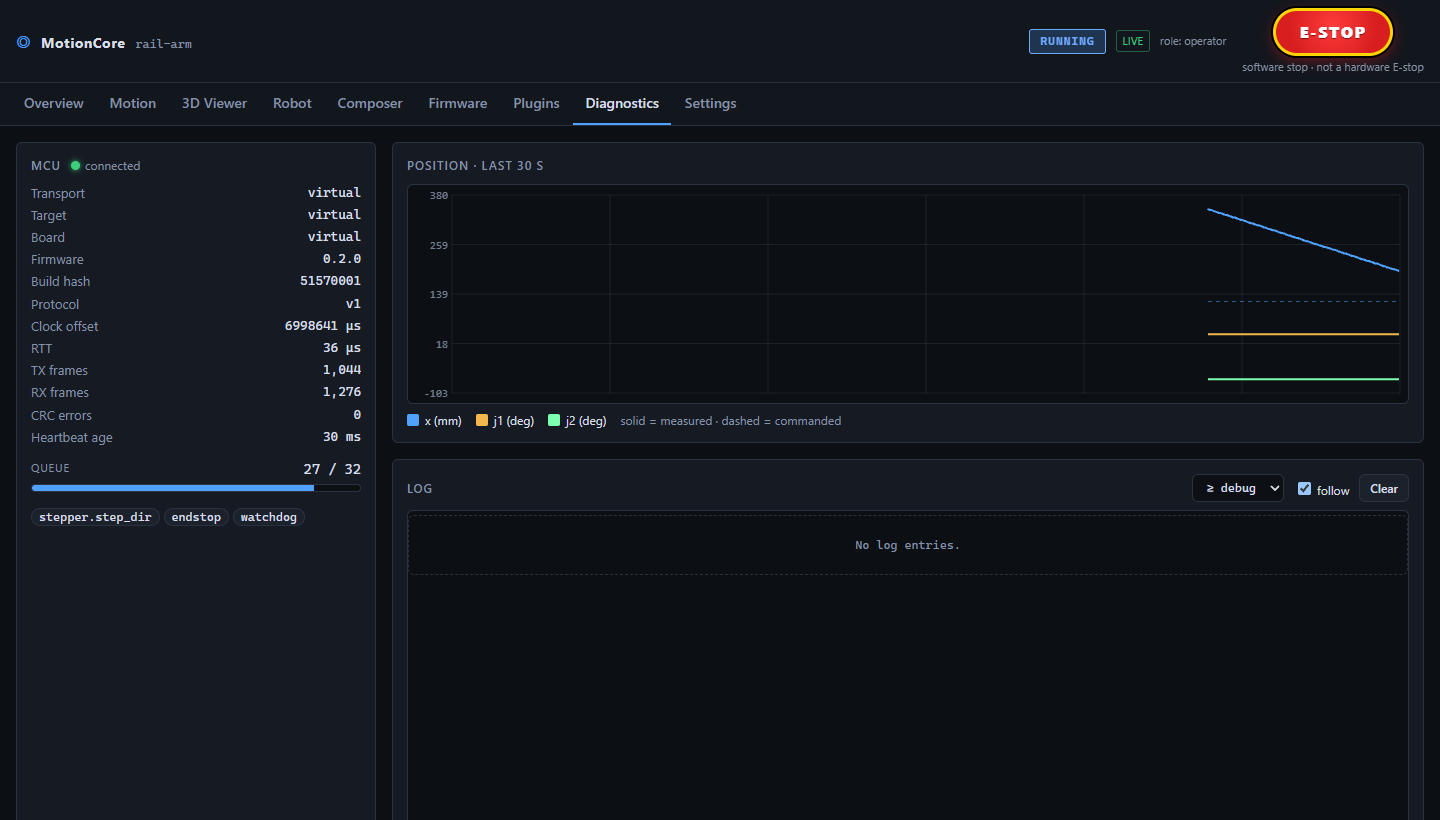 MotionCore rail-arm
RUNNING LIVE role: operator E-STOP
software stop · not a hardware E-stop
Overview Motion 3D Viewer Robot Composer Firmware Plugins Diagnostics Settings
MCU connected
Transport virtual
Target virtual
Board virtual
Firmware 0.2.0
Build hash 51570001
Protocol v1
Clock offset 6998641 µs
RTT 36 µs
TX frames 1,044
RX frames 1,276
CRC errors 0
Heartbeat age 30 ms
QUEUE 27 / 32
stepper.step_dir endstop watchdog
POSITION · LAST 30 S
380
259
139
18
-103
x (mm) j1 (deg) j2 (deg) solid = measured · dashed = commanded
LOG ≥ debug follow Clear
No log entries.